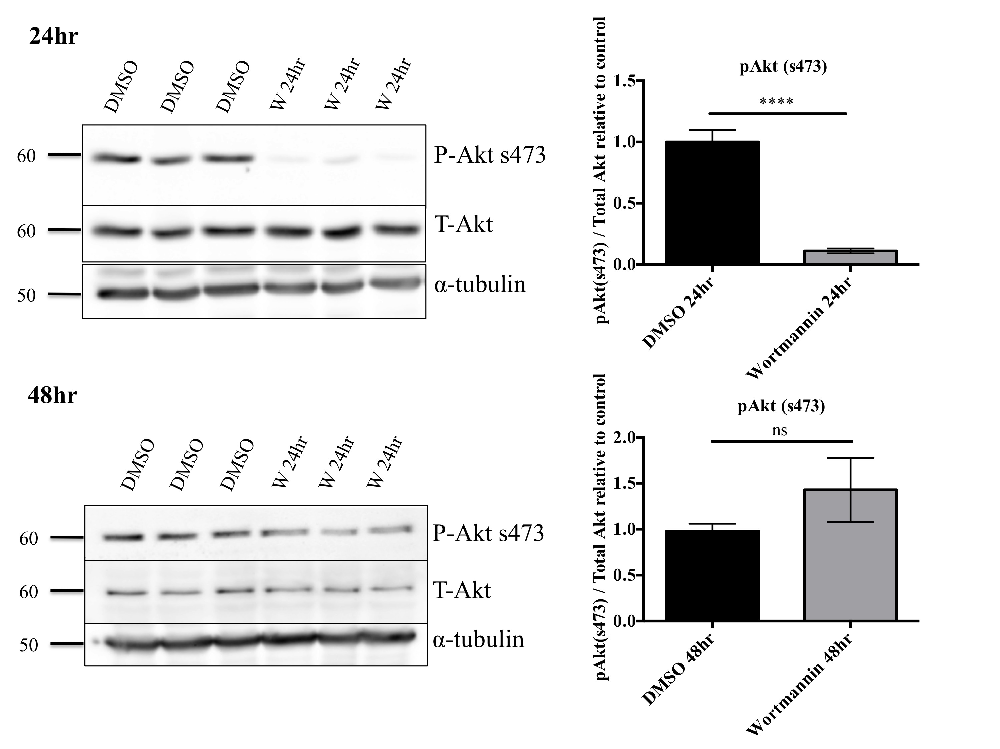 24hr
DMSO
DMSO
DMSO
W 24hr
W 24hr
W 24hr
60
P-Akt s473
60
T-Akt
50
α-tubulin
pAkt(s473) / Total Akt relative to control
pAkt (s473)
****
1.5
1.0
0.5
0.0
DMSO 24hr
Wortmannin 24hr
48hr
DMSO
DMSO
DMSO
W 24hr
W 24hr
W 24hr
60
P-Akt s473
60
T-Akt
50
α-tubulin
pAkt(s473) / Total Akt relative to control
pAkt (s473)
ns
2.0
1.5
1.0
0.5
0.0
DMSO 48hr
Wortmannin 48hr